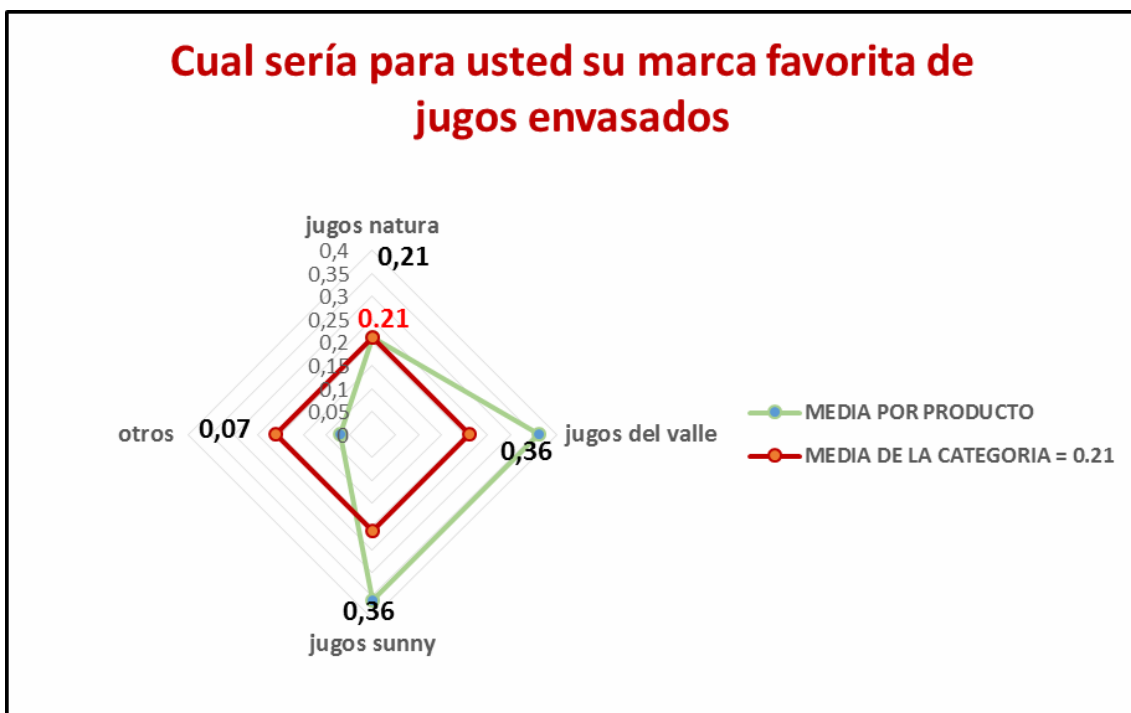 Cual sería para usted su marca favorita de
jugos envasados
jugos natura
0,4
0,21
0,35
0,3
0,25
0.21
0,2
0,15
0,1
0,05
0
otros
0,07
0,36
jugos del valle
0,36
jugos sunny
MEDIA POR PRODUCTO
MEDIA DE LA CATEGORIA = 0.21